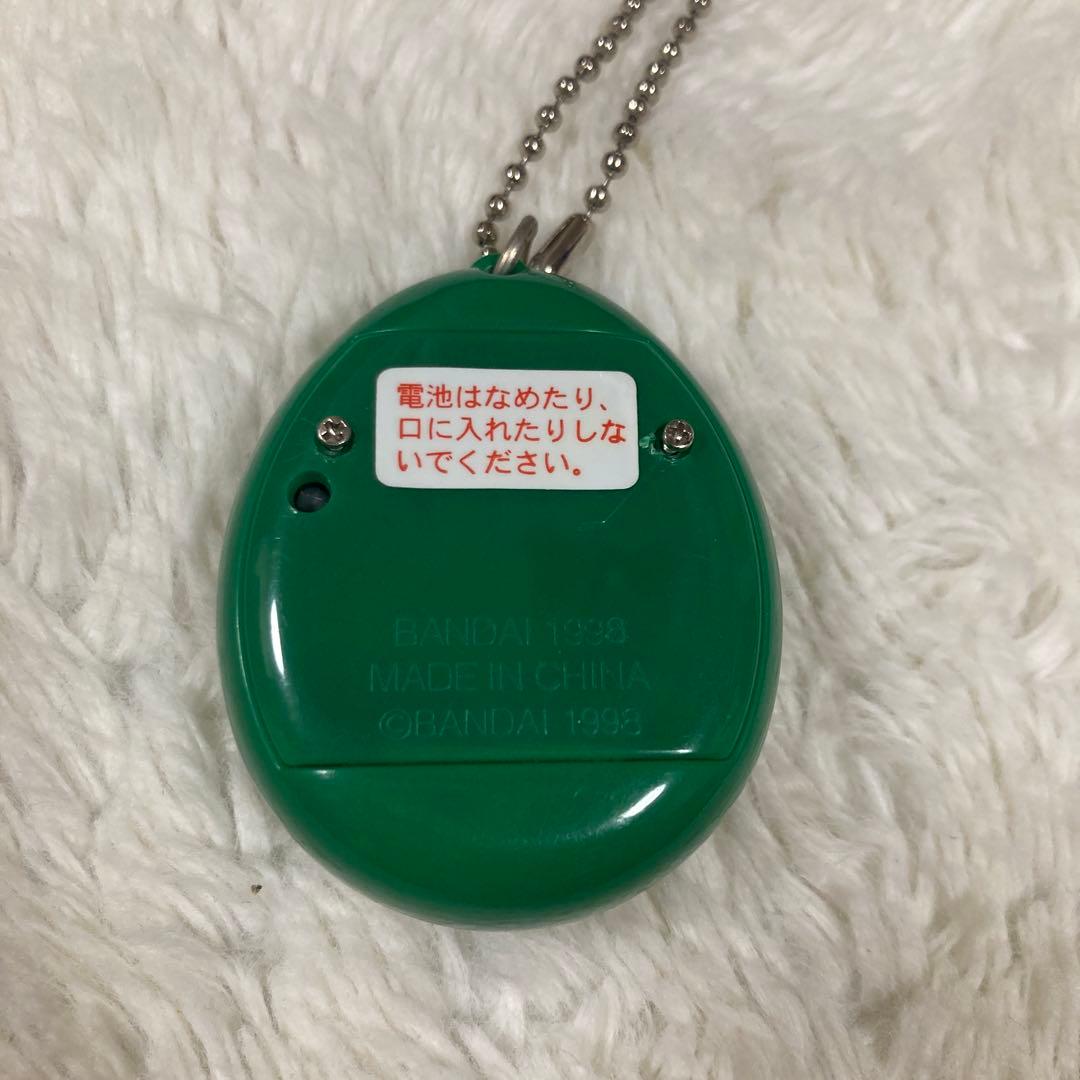 電池はなめたり、
口に入れたりしな
いでください。
BANDAI 1998
MADE IN CHINA
©BANDAI 1998